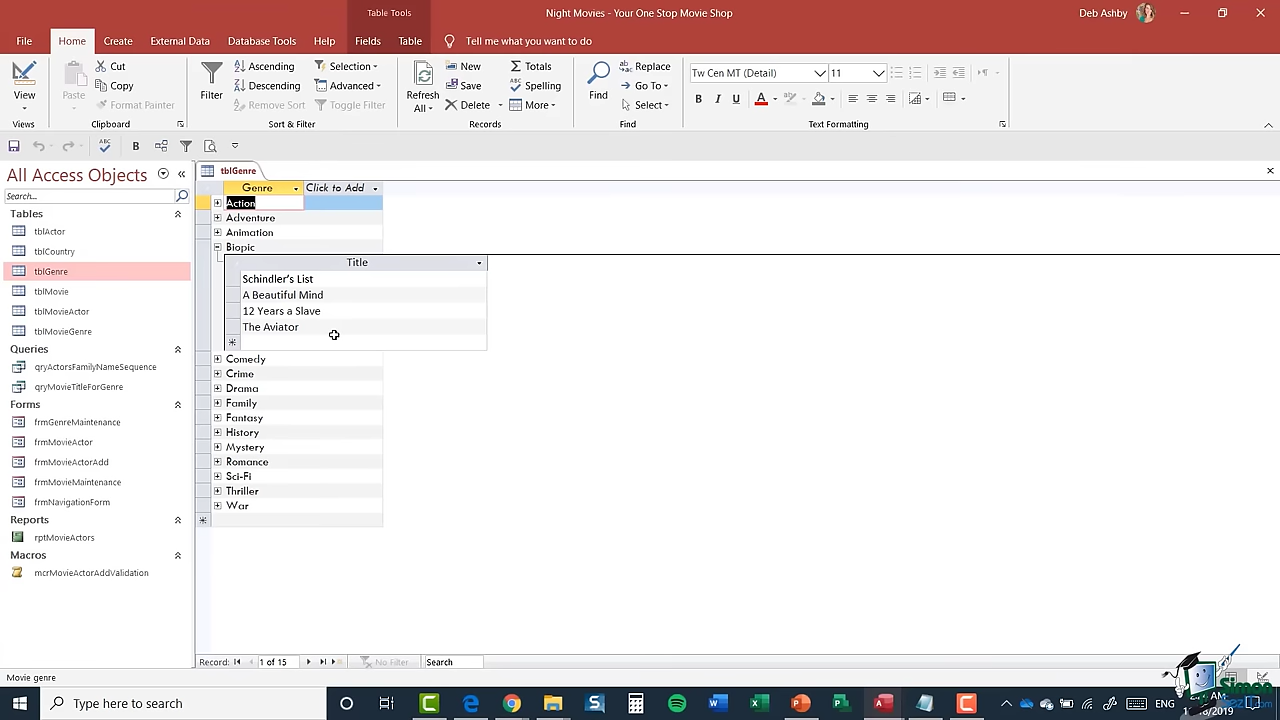 Table Tools
Night Movies - Your One Stop Movie Shop
Deb Ashby
File Home Create External Data Database Tools Help Fields Table Tell me what you want to do
View
Views
Paste
Cut
Copy
Format Painter
Clipboard
Filter
Ascending
Descending
Remove Sort
Selection
Advanced
Toggle Filter
Sort & Filter
Refresh
All
New
Save
Delete
Totals
Spelling
More
Records
Find
Replace
Go To
Select
Find
Tw Cen MT (Detail) 11
B I U A
Text Formatting
ABC B
All Access Objects
Search...
Tables
tblActor
tblCountry
tblGenre
tblMovie
tblMovieActor
tblMovieGenre
Queries
qryActorsFamilyNameSequence
qryMovieTitleForGenre
Forms
frmGenreMaintenance
frmMovieActor
frmMovieActorAdd
frmMovieMaintenance
frmNavigationForm
Reports
rptMovieActors
Macros
mcrMovieActorAddValidation
tblGenre
Genre Click to Add
Action
Adventure
Animation
Biopic
Title
Schindler's List
A Beautiful Mind
12 Years a Slave
The Aviator
Comedy
Crime
Drama
Family
Fantasy
History
Mystery
Romance
Sci-Fi
Thriller
War
Record: 1 of 15 No Filter Search
Movie genre
Type here to search
ENG
Simon